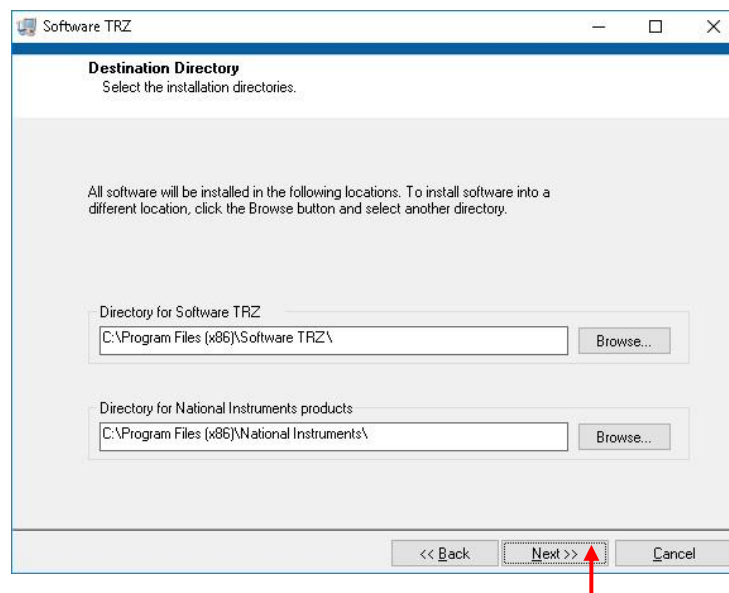 Software TRZ
Destination Directory
Select the installation directories.
All software will be installed in the following locations. To install software into a
different location, click the Browse button and select another directory.
Directory for Software TRZ
C:\Program Files (x86)\Software TRZ\
Browse...
Directory for National Instruments products
C:\Program Files (x86)\National Instruments\
Browse...
<< Back Next >> Cancel